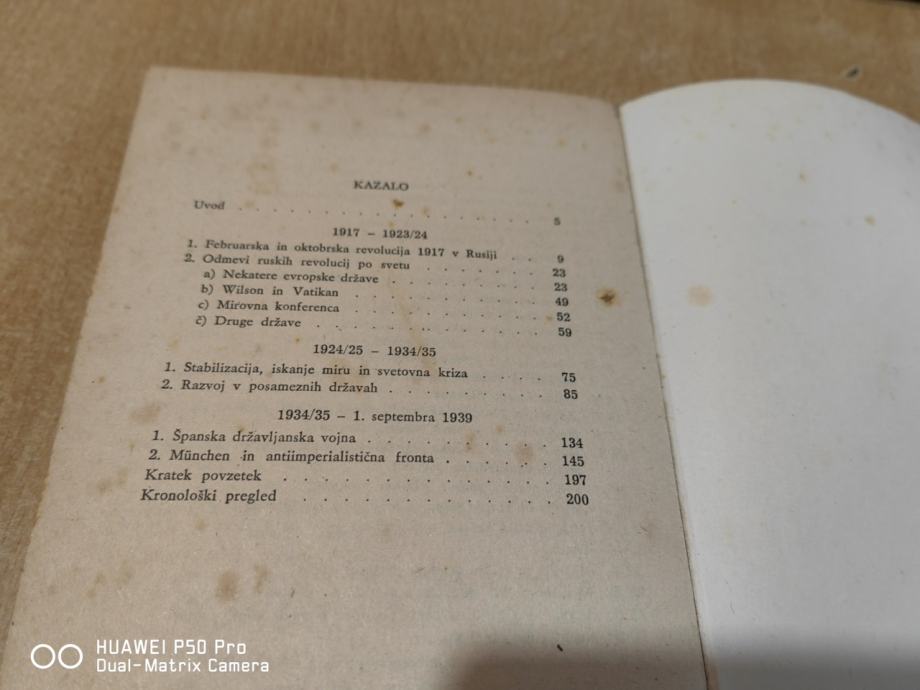 KAZALO
Uvod . . . . . . . . . . . . . . . . . . 5
1917 – 1923/24
1. Februarska in oktobrska revolucija 1917 v Rusiji . . 9
2. Odmevi ruskih revolucij po svetu . . . . . . . 23
a) Nekatere evropske države . . . . . . . . . 23
b) Wilson in Vatikan . . . . . . . . . . . 49
c) Mirovna konferenca . . . . . . . . . . . 52
č) Druge države . . . . . . . . . . . . 59
1924/25 – 1934/35
1. Stabilizacija, iskanje miru in svetovna kriza . . . . 75
2. Razvoj v posameznih državah . . . . . . . . 85
1934/35 – 1. septembra 1939
1. Španska državljanska vojna . . . . . . . . . 134
2. München in antiimperialistična fronta . . . . . . 145
Kratek povzetek . . . . . . . . . . . . . 197
Kronološki pregled . . . . . . . . . . . . 200
HUAWEI P50 Pro
Dual-Matrix Camera